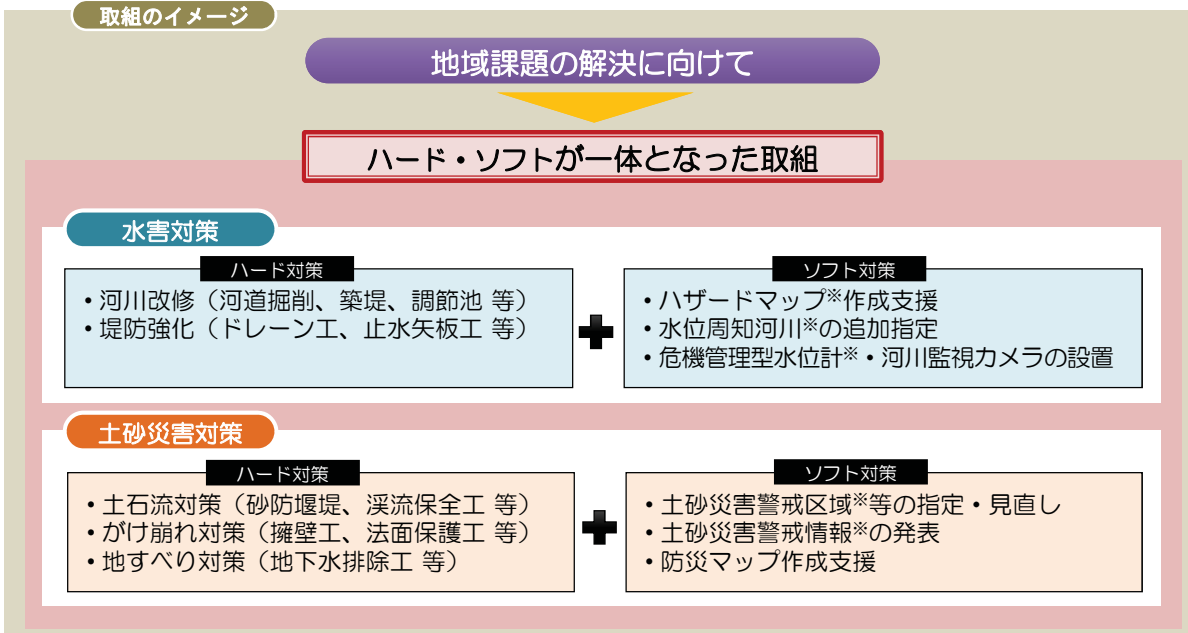 取組のイメージ
地域課題の解決に向けて
ハード・ソフトが一体となった取組
水害対策
ハード対策
・河川改修（河道掘削、築堤、調節池 等）
・堤防強化（ドレーン工、止水矢板工 等）
ソフト対策
・ハザードマップ※作成支援
・水位周知河川※の追加指定
・危機管理型水位計※・河川監視カメラの設置
土砂災害対策
ハード対策
・土石流対策（砂防堰堤、渓流保全工 等）
・がけ崩れ対策（擁壁工、法面保護工 等）
・地すべり対策（地下水排除工 等）
ソフト対策
・土砂災害警戒区域※等の指定・見直し
・土砂災害警戒情報※の発表
・防災マップ作成支援